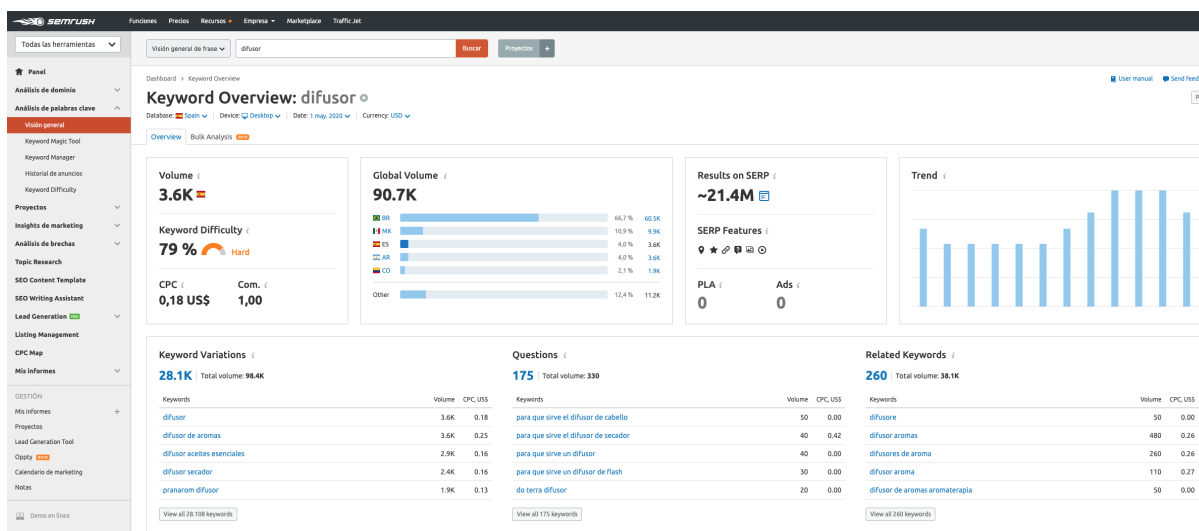 semrush
Funciones Precios Recursos Empresa Marketplace Traffic Jet
Todas las herramientas
Visión general de frase difusor Buscar Proyectos +
Panel
Análisis de dominio
Análisis de palabras clave
Visión general
Keyword Magic Tool
Keyword Manager
Historial de anuncios
Keyword Difficulty
Proyectos
Insights de marketing
Análisis de brechas
Topic Research
SEO Content Template
SEO Writing Assistant
Lead Generation
Listing Management
CPC Map
Mis informes
GESTIÓN
Mis informes +
Proyectos
Lead Generation Tool
Oppty
Calendario de marketing
Notas
Demo en línea
Dashboard > Keyword Overview
User manual Send feed
Keyword Overview: difusor
Database: Spain Device: Desktop Date: 1 may. 2020 Currency: USD
Overview Bulk Analysis
Volume i
3.6K
Keyword Difficulty i
79 % Hard
CPC i Com. i
0,18 US$ 1,00
Global Volume i
90.7K
BR 66,7 % 60.5K
MX 10,9 % 9.9K
ES 4,0 % 3.6K
AR 4,0 % 3.6K
CO 2,1 % 1.9K
Other 12,4 % 11.2K
Results on SERP i
~21.4M
SERP Features i
PLA i Ads i
0 0
Trend i
Keyword Variations i
28.1K Total volume: 98.4K
Keywords Volume CPC, US$
difusor 3.6K 0.18
difusor de aromas 3.6K 0.25
difusor aceites esenciales 2.9K 0.16
difusor secador 2.4K 0.16
pranarom difusor 1.9K 0.13
View all 28.108 keywords
Questions i
175 Total volume: 330
Keywords Volume CPC, US$
para que sirve el difusor de cabello 50 0.00
para que sirve el difusor de secador 40 0.42
para que sirve un difusor 40 0.00
para que sirve un difusor de flash 30 0.00
do terra difusor 20 0.00
View all 175 keywords
Related Keywords i
260 Total volume: 38.1K
Keywords Volume CPC, US$
difusore 50 0.00
difusor aromas 480 0.26
difusores de aroma 260 0.26
difusor aroma 110 0.27
difusor de aromas aromaterapia 50 0.00
View all 260 keywords